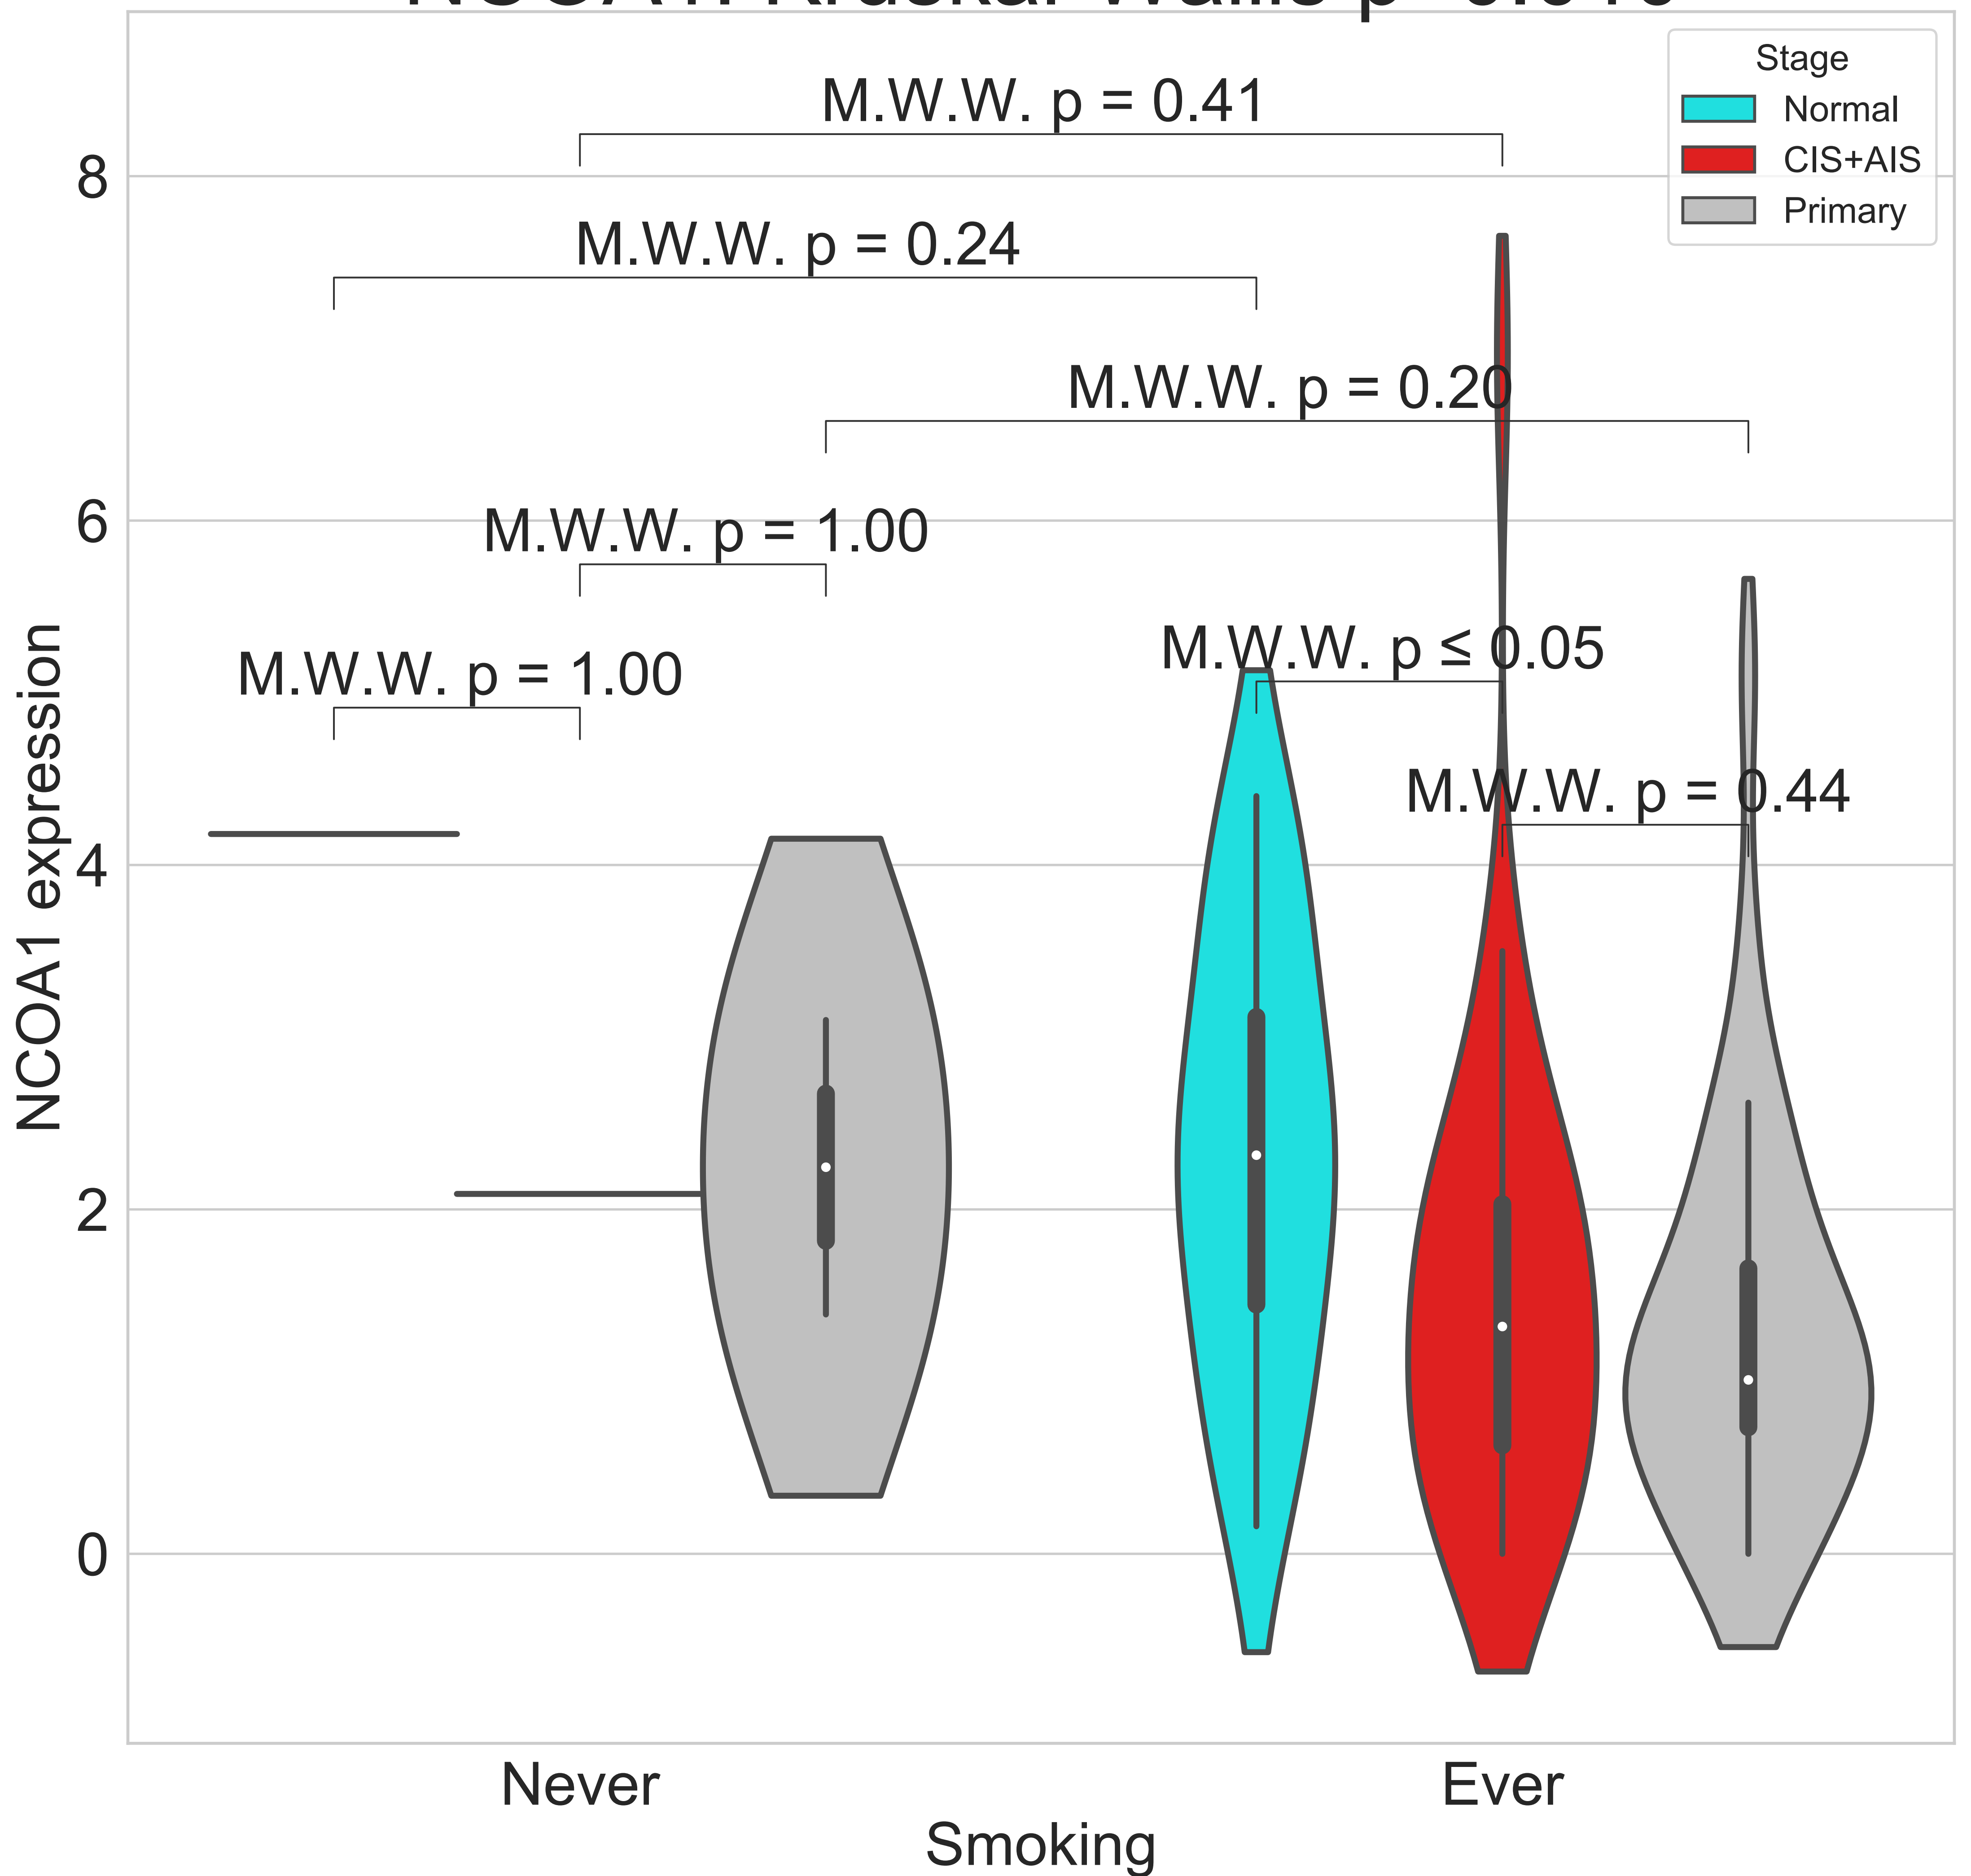 Stage
Normal
CIS+AIS
Primary
M.W.W. p = 0.41
8
M.W.W. p = 0.24
M.W.W. p = 0.20
6
M.W.W. p = 1.00
M.W.W. p ≤ 0.05
M.W.W. p = 1.00
M.W.W. p = 0.44
4
2
0
NCOA1 expression
Never
Ever
Smoking